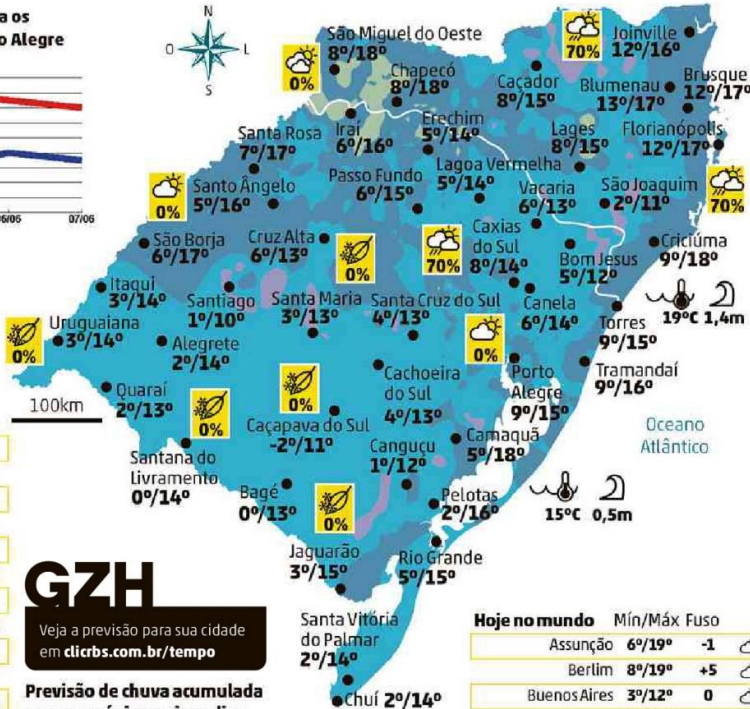 a os
o Alegre
6/06 07/06
N
O L
S
São Miguel do Oeste
8º/18º
0%
Chapecó
8º/18º
70%
Joinville
12º/16º
Caçador
8º/15º
Blumenau
13º/17º
Brusque
12º/17º
Santa Rosa
7º/17º
Iraí
6º/16º
Erechim
5º/14º
Lages
8º/15º
Florianópolis
12º/17º
70%
Santo Ângelo
5º/16º
0%
Passo Fundo
6º/15º
Lagoa Vermelha
5º/14º
Vacaria
6º/13º
São Joaquim
2º/11º
São Borja
6º/17º
Cruz Alta
6º/13º
0%
70%
Caxias
do Sul
8º/14º
Bom Jesus
5º/12º
Criciúma
9º/18º
Itaqui
3º/14º
Santiago
1º/10º
Santa Maria
3º/13º
Santa Cruz do Sul
4º/13º
Canela
6º/14º
Torres
9º/15º
19ºC 1,4m
Uruguaiana
3º/14º
0%
Alegrete
2º/14º
0%
Porto
Alegre
9º/15º
Tramandaí
9º/16º
Quaraí
2º/13º
100km
0%
0%
Cachoeira
do Sul
4º/13º
Caçapava do Sul
-2º/11º
Oceano
Atlântico
Santana do
Livramento
0º/14º
Canguçu
1º/12º
Camaquã
5º/18º
Bagé
0º/13º
0%
Pelotas
2º/16º
15ºC 0,5m
Jaguarão
3º/15º
Rio Grande
5º/15º
GZH
Veja a previsão para sua cidade
em clicrbs.com.br/tempo
Santa Vitória
do Palmar
2º/14º
Chuí 2º/14º
Previsão de chuva acumulada
Hoje no mundo Mín/Máx Fuso
Assunção 6º/19º -1
Berlim 8º/19º +5
Buenos Aires 3º/12º 0